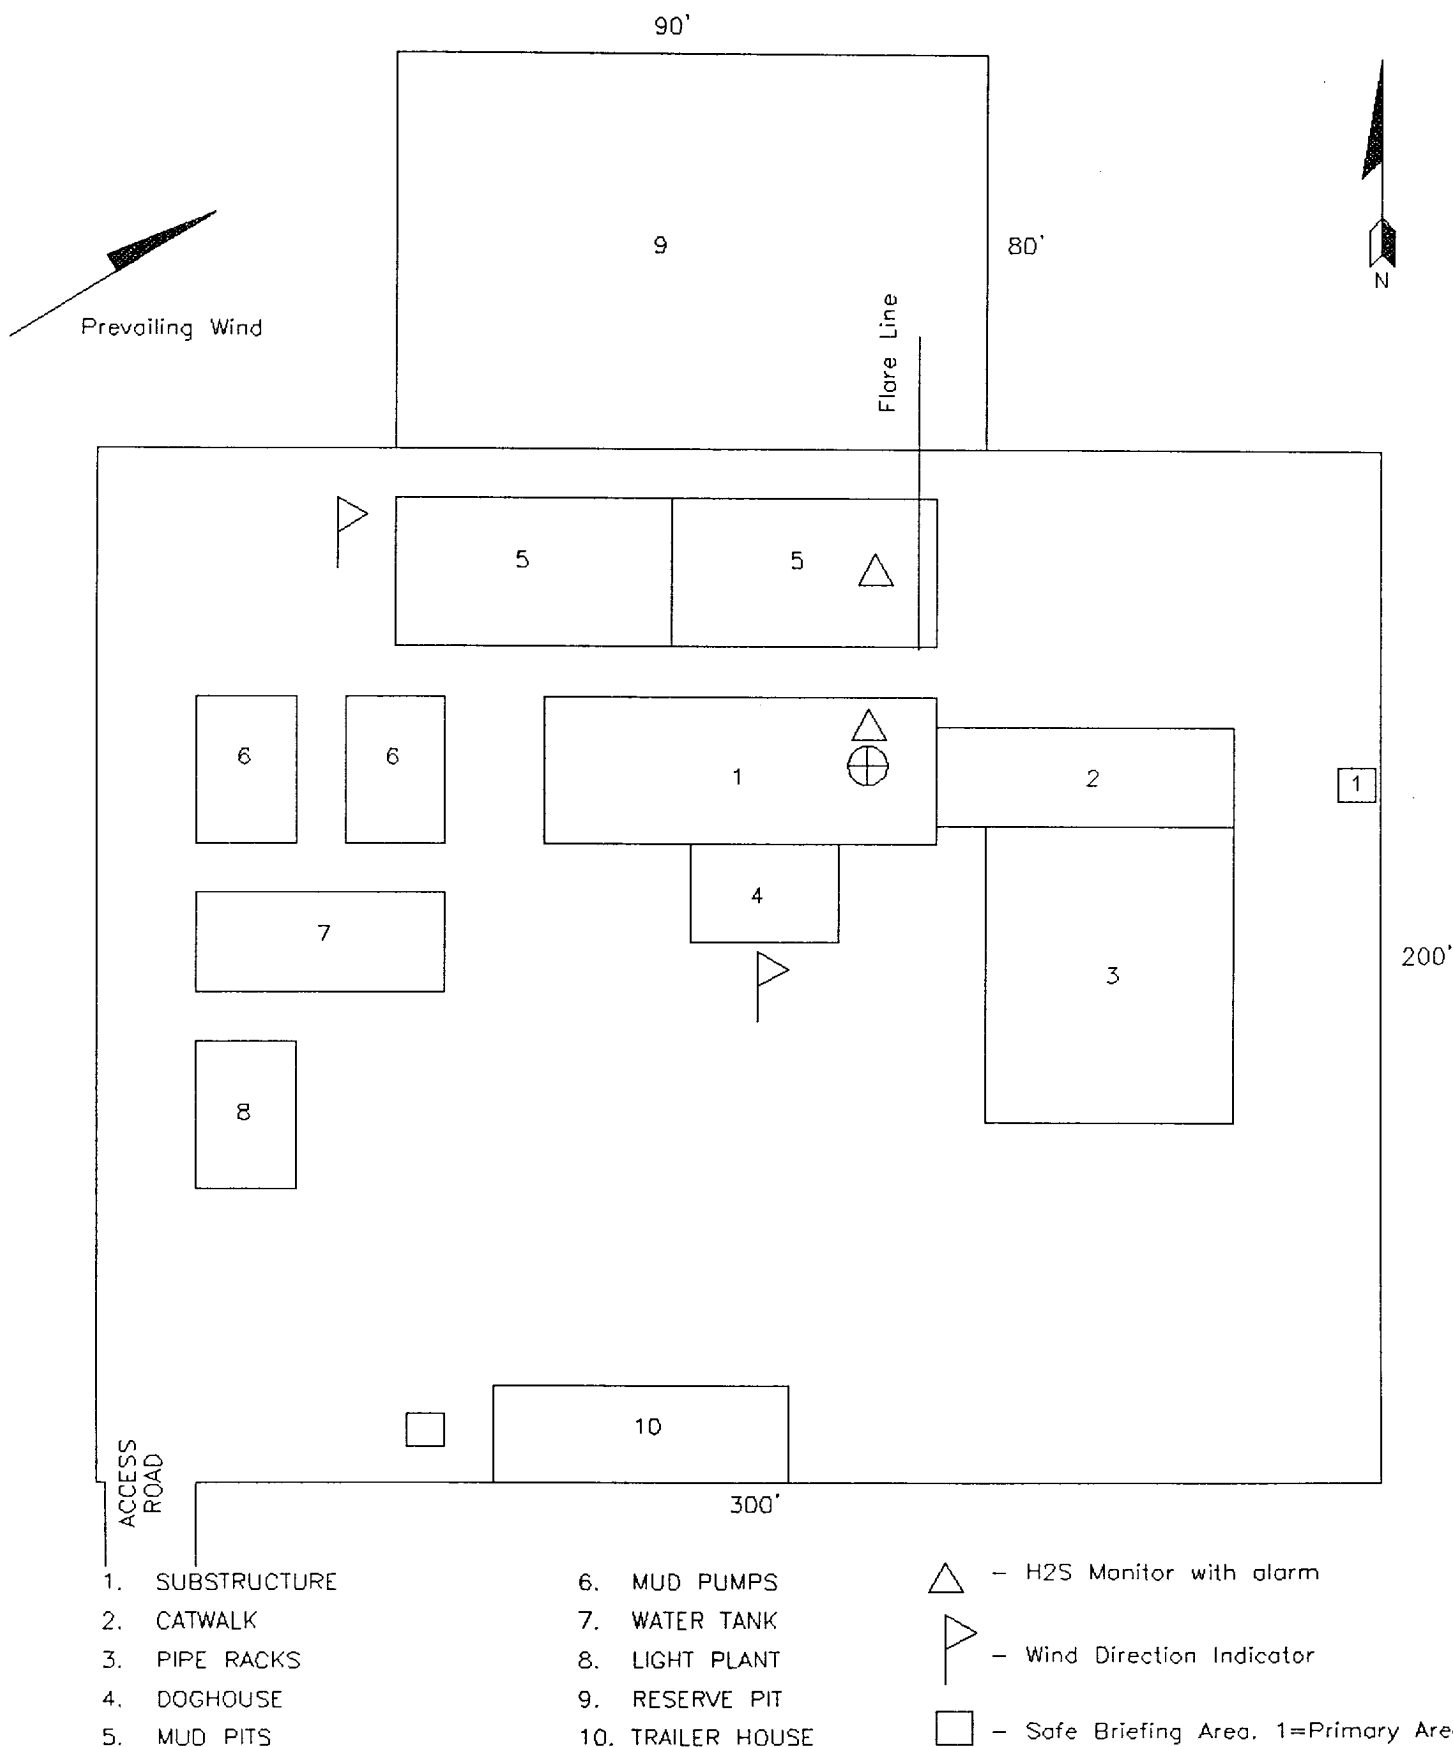 90'
9
80'
N
Prevailing Wind
Flare Line
5
5
6
6
1
2
1
4
7
3
200'
8
10
ACCESS
ROAD
300'
1. SUBSTRUCTURE
2. CATWALK
3. PIPE RACKS
4. DOGHOUSE
5. MUD PITS
6. MUD PUMPS
7. WATER TANK
8. LIGHT PLANT
9. RESERVE PIT
10. TRAILER HOUSE
– H2S Monitor with alarm
– Wind Direction Indicator
– Safe Briefing Area. 1=Primary Are